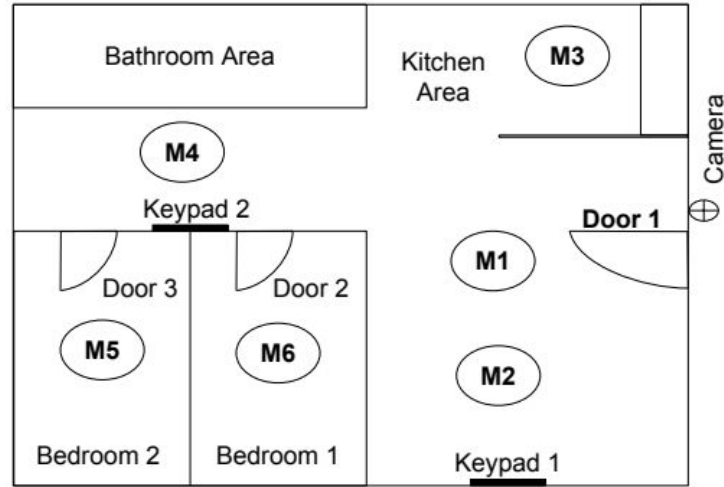 Bathroom Area
Kitchen
Area
M3
Camera
M4
Keypad 2
Door 1
M1
Door 3
Door 2
M5
M6
M2
Bedroom 2
Bedroom 1
Keypad 1